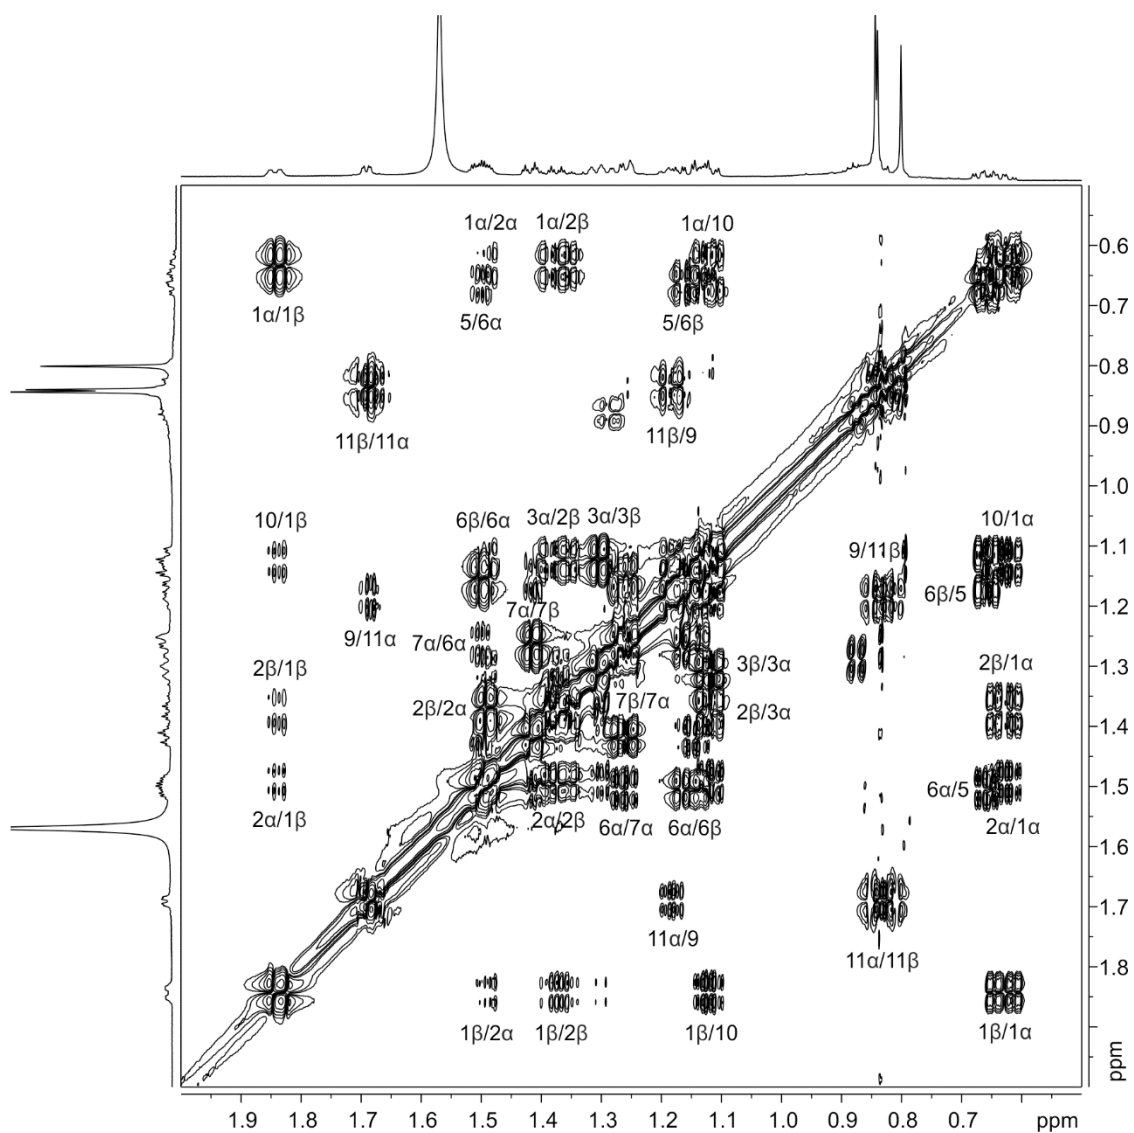 1α/2α 1α/2β 1α/10
0.6
1α/1β 5/6α 5/6β
0.7
0.8
11β/11α 11β/9
0.9
1.0
10/1β 6β/6α 3α/2β 3α/3β 10/1α
9/11β 1.1
7α/7β 6β/5
9/11α 7α/6α 1.2
2β/1β 3β/3α 2β/1α
1.3
2β/2α 7β/7α 2β/3α
1.4
6α/5 1.5
2α/1β 2α/2β 6α/7α 6α/6β 2α/1α
1.6
1.7
11α/9 11α/11β
1.8
1β/2α 1β/2β 1β/10 1β/1α
ppm
1.9 1.8 1.7 1.6 1.5 1.4 1.3 1.2 1.1 1.0 0.9 0.8 0.7 ppm